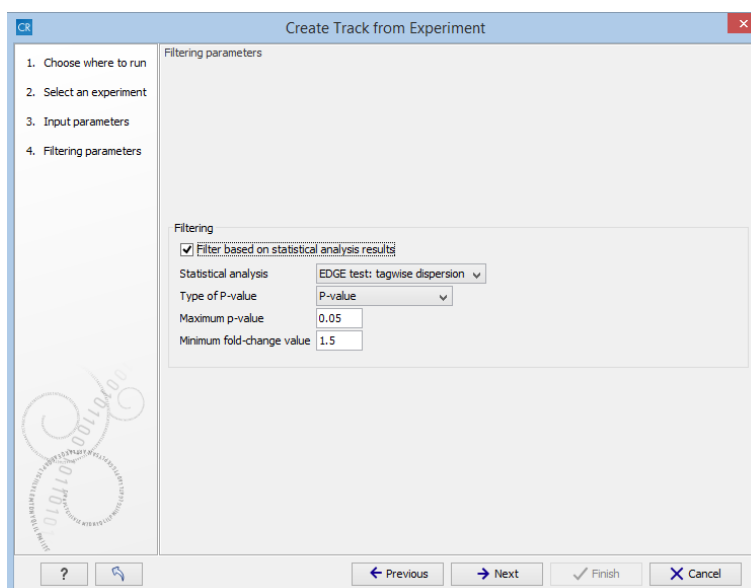 CR
Create Track from Experiment
1. Choose where to run
2. Select an experiment
3. Input parameters
4. Filtering parameters
Filtering parameters
Filtering
Filter based on statistical analysis results
Statistical analysis EDGE test: tagwise dispersion
Type of P-value P-value
Maximum p-value 0.05
Minimum fold-change value 1.5
? Previous Next Finish Cancel